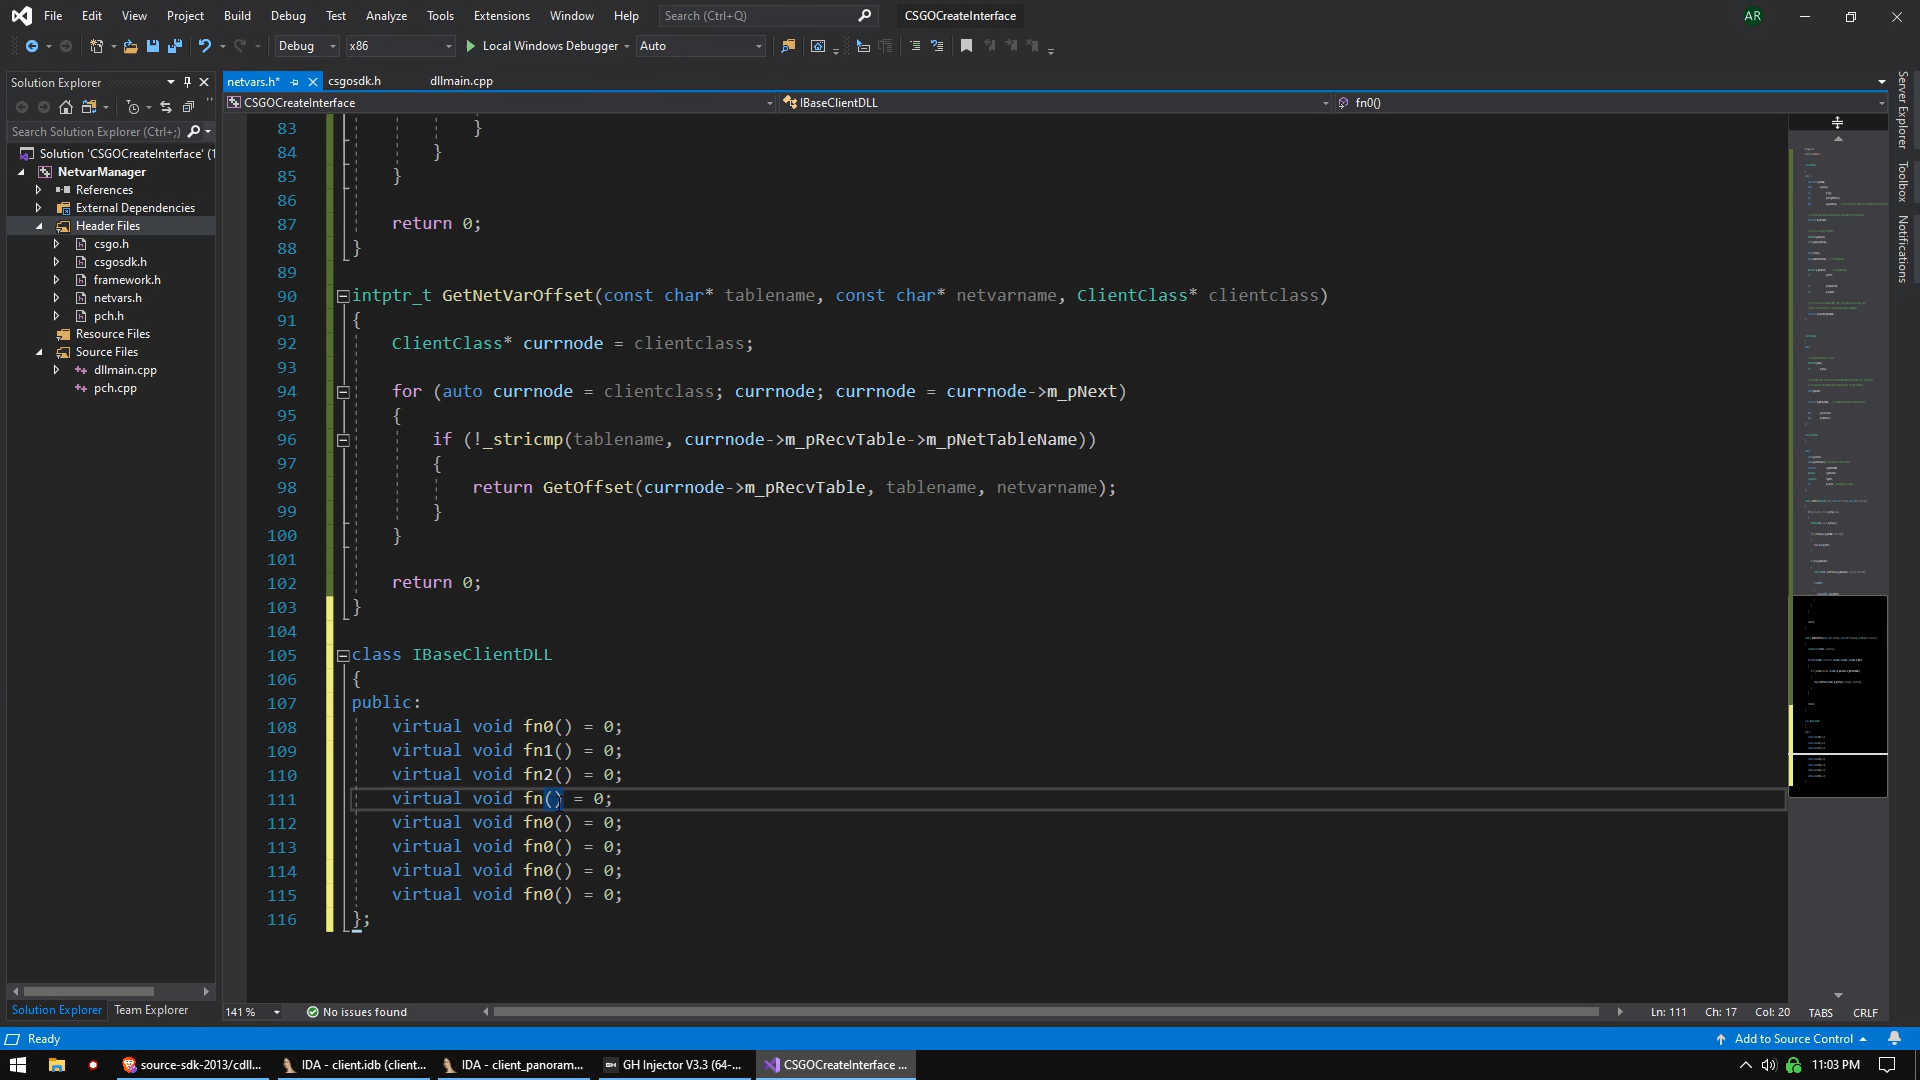 File Edit View Project Build Debug Test Analyze Tools Extensions Window Help Search (Ctrl+Q) CSGOCreateInterface AR
Debug x86 Local Windows Debugger Auto
Solution Explorer
netvars.h* csgosdk.h dllmain.cpp
CSGOCreateInterface IBaseClientDLL fn0()
Search Solution Explorer (Ctrl+;)
Solution 'CSGOCreateInterface' (1
NetvarManager
References
External Dependencies
Header Files
csgo.h
csgosdk.h
framework.h
netvars.h
pch.h
Resource Files
Source Files
dllmain.cpp
pch.cpp
Solution Explorer Team Explorer
83 }
84 }
85 }
86
87 return 0;
88 }
89
90 intptr_t GetNetVarOffset(const char* tablename, const char* netvarname, ClientClass* clientclass)
91 {
92 ClientClass* currnode = clientclass;
93
94 for (auto currnode = clientclass; currnode; currnode = currnode->m_pNext)
95 {
96 if (!_stricmp(tablename, currnode->m_pRecvTable->m_pNetTableName))
97 {
98 return GetOffset(currnode->m_pRecvTable, tablename, netvarname);
99 }
100 }
101
102 return 0;
103 }
104
105 class IBaseClientDLL
106 {
107 public:
108 virtual void fn0() = 0;
109 virtual void fn1() = 0;
110 virtual void fn2() = 0;
111 virtual void fn() = 0;
112 virtual void fn0() = 0;
113 virtual void fn0() = 0;
114 virtual void fn0() = 0;
115 virtual void fn0() = 0;
116 };
Server Explorer
Toolbox
Notifications
141 % No issues found Ln: 111 Ch: 17 Col: 20 TABS CRLF
Ready Add to Source Control
source-sdk-2013/cdll... IDA - client.idb (client... IDA - client_panoram... GH GH Injector V3.3 (64-... CSGOCreateInterface ... 11:03 PM